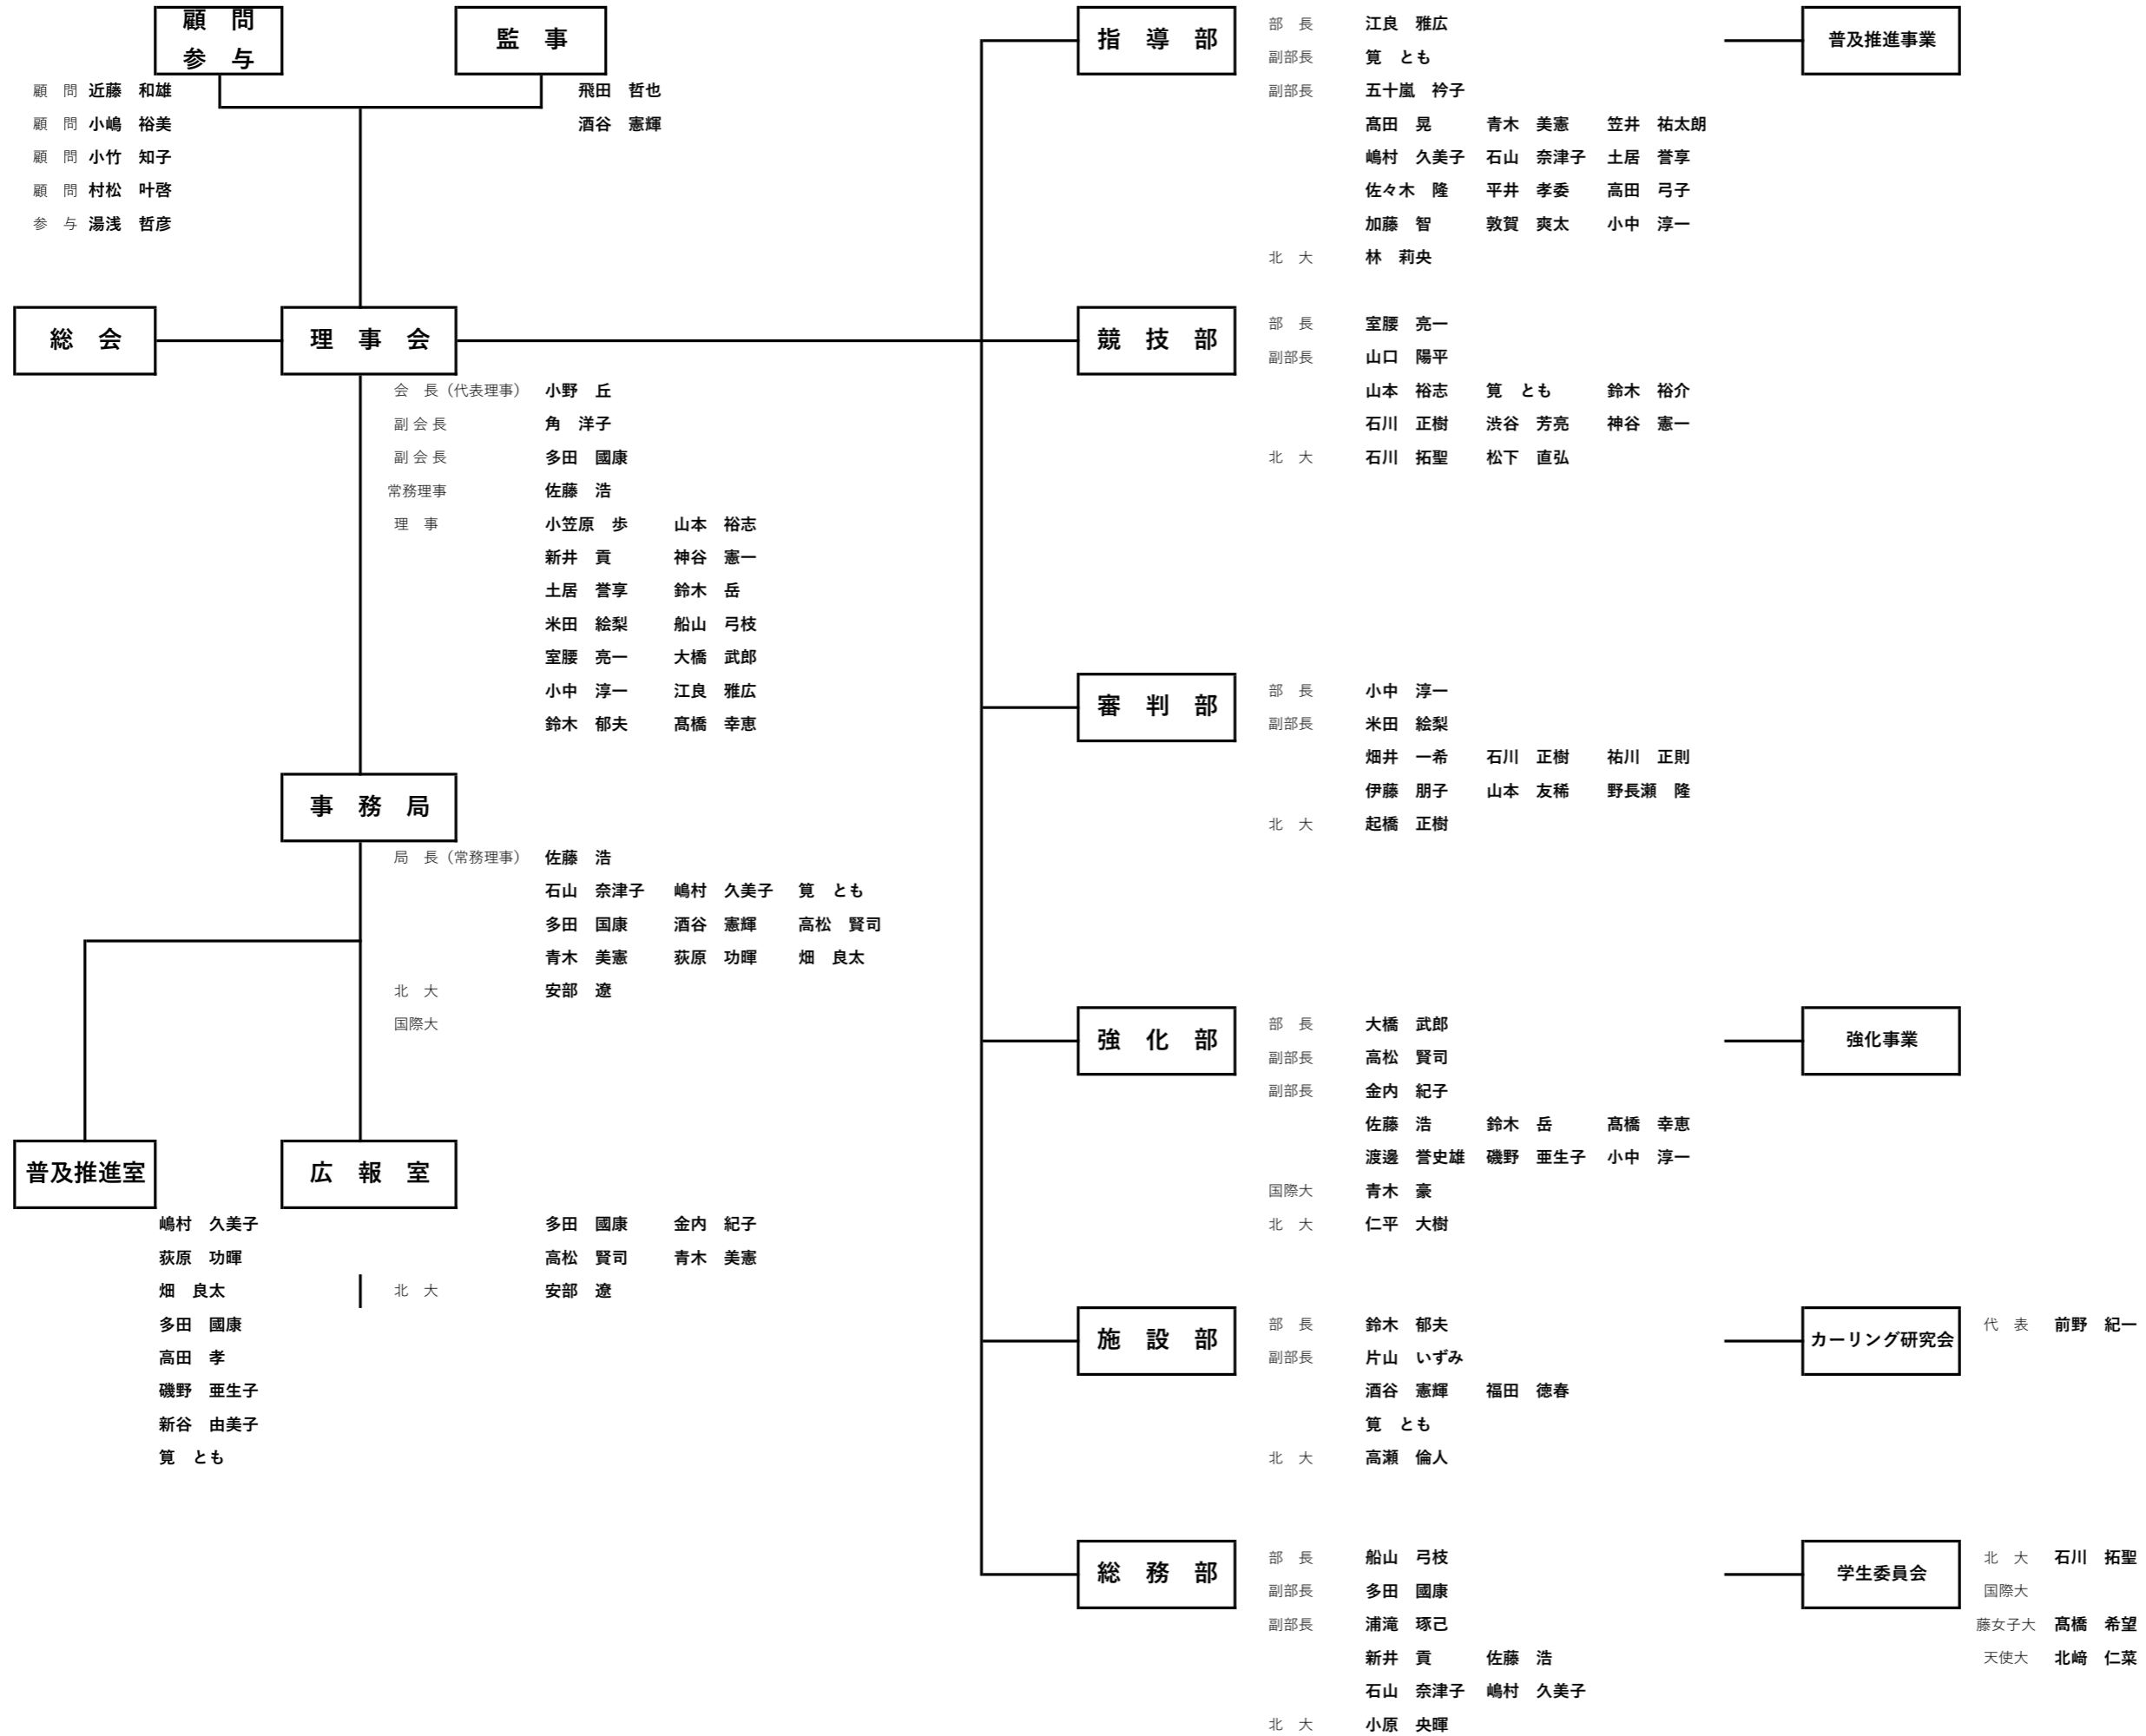 顧　問
参　与
顧　問 近藤　和雄
顧　問 小嶋　裕美
顧　問 小竹　知子
顧　問 村松　叶啓
参　与 湯浅　哲彦
監　事
飛田　哲也
酒谷　憲輝
総　会
理　事　会
会　長（代表理事） 小野　丘
副 会 長 角　洋子
副 会 長 多田　國康
常務理事 佐藤　浩
理　事 小笠原　歩 山本　裕志
新井　貢 神谷　憲一
土居　誉享 鈴木　岳
米田　絵梨 船山　弓枝
室腰　亮一 大橋　武郎
小中　淳一 江良　雅広
鈴木　郁夫 髙橋　幸恵
事　務　局
局　長（常務理事） 佐藤　浩
石山　奈津子 嶋村　久美子 筧　とも
多田　国康 酒谷　憲輝 高松　賢司
青木　美憲 荻原　功暉 畑　良太
北　大 安部　遼
国際大
普及推進室
嶋村　久美子
荻原　功暉
畑　良太
多田　國康
高田　孝
磯野　亜生子
新谷　由美子
筧　とも
広　報　室
多田　國康 金内　紀子
高松　賢司 青木　美憲
北　大 安部　遼
指　導　部
部　長 江良　雅広
副部長 筧　とも
副部長 五十嵐　衿子
髙田　晃 青木　美憲 笠井　祐太朗
嶋村　久美子 石山　奈津子 土居　誉享
佐々木　隆 平井　孝委 高田　弓子
加藤　智 敦賀　爽太 小中　淳一
北　大 林　莉央
普及推進事業
競　技　部
部　長 室腰　亮一
副部長 山口　陽平
山本　裕志 筧　とも 鈴木　裕介
石川　正樹 渋谷　芳亮 神谷　憲一
北　大 石川　拓聖 松下　直弘
審　判　部
部　長 小中　淳一
副部長 米田　絵梨
畑井　一希 石川　正樹 祐川　正則
伊藤　朋子 山本　友稀 野長瀬　隆
北　大 起橋　正樹
強　化　部
部　長 大橋　武郎
副部長 高松　賢司
副部長 金内　紀子
佐藤　浩 鈴木　岳 髙橋　幸恵
渡邊　誉史雄 磯野　亜生子 小中　淳一
国際大 青木　豪
北　大 仁平　大樹
強化事業
施　設　部
部　長 鈴木　郁夫
副部長 片山　いずみ
酒谷　憲輝 福田　徳春
筧　とも
北　大 高瀬　倫人
カーリング研究会
代　表 前野　紀一
総　務　部
部　長 船山　弓枝
副部長 多田　國康
副部長 浦滝　琢己
新井　貢 佐藤　浩
石山　奈津子 嶋村　久美子
北　大 小原　央暉
学生委員会
北　大 石川　拓聖
国際大
藤女子大 髙橋　希望
天使大 北﨑　仁菜